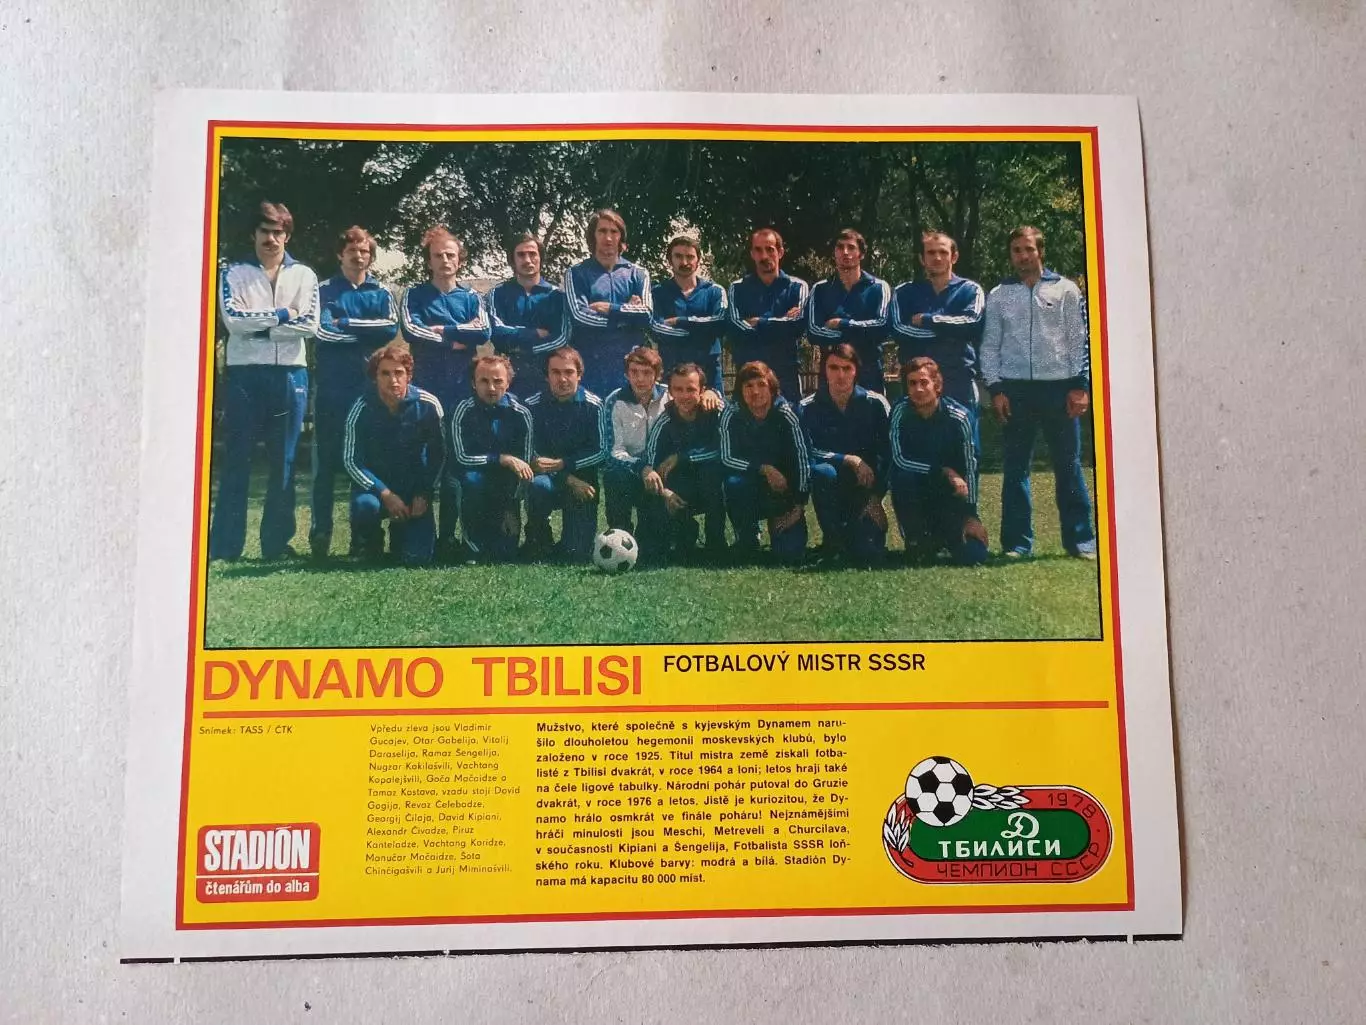 DYNAMO TBILISI
FOTBALOVÝ MISTR SSSR
Snímek: TASS / ČTK
Vpředu zleva jsou Vladimír
Gucajev, Otar Gabelija, Vitalij
Daraselija, Ramaz Šengelija,
Nugzar Kakilašvili, Vachtang
Kopalejšvili, Goča Mačaidze a
Tamaz Kostava, vzadu stojí David
Gogija, Revaz Čelebadze,
Georgij Čilaja, David Kipiani,
Alexandr Čivadze, Piruz
Kanteladze, Vachtang Koridze,
Manučar Mačaidze, Šota
Chinčigašvili a Jurij Miminašvili.
Mužstvo, které společně s kyjevským Dynamem naru-
šilo dlouholetou hegemonii moskevských klubů, bylo
založeno v roce 1925. Titul mistra země získali fotba-
listé z Tbilisi dvakrát, v roce 1964 a loni; letos hrají také
na čele ligové tabulky. Národní pohár putoval do Gruzie
dvakrát, v roce 1976 a letos. Jistě je kuriozitou, že Dy-
namo hrálo osmkrát ve finále poháru! Nejznámějšími
hráči minulosti jsou Meschi, Metreveli a Churcilava,
v současnosti Kipiani a Šengelija, Fotbalista SSSR loň-
ského roku. Klubové barvy: modrá a bílá. Stadión Dy-
nama má kapacitu 80 000 míst.
STADIÓN
čtenářům do alba
1978
Д
ТБИЛИСИ
ЧЕМПИОН СССР